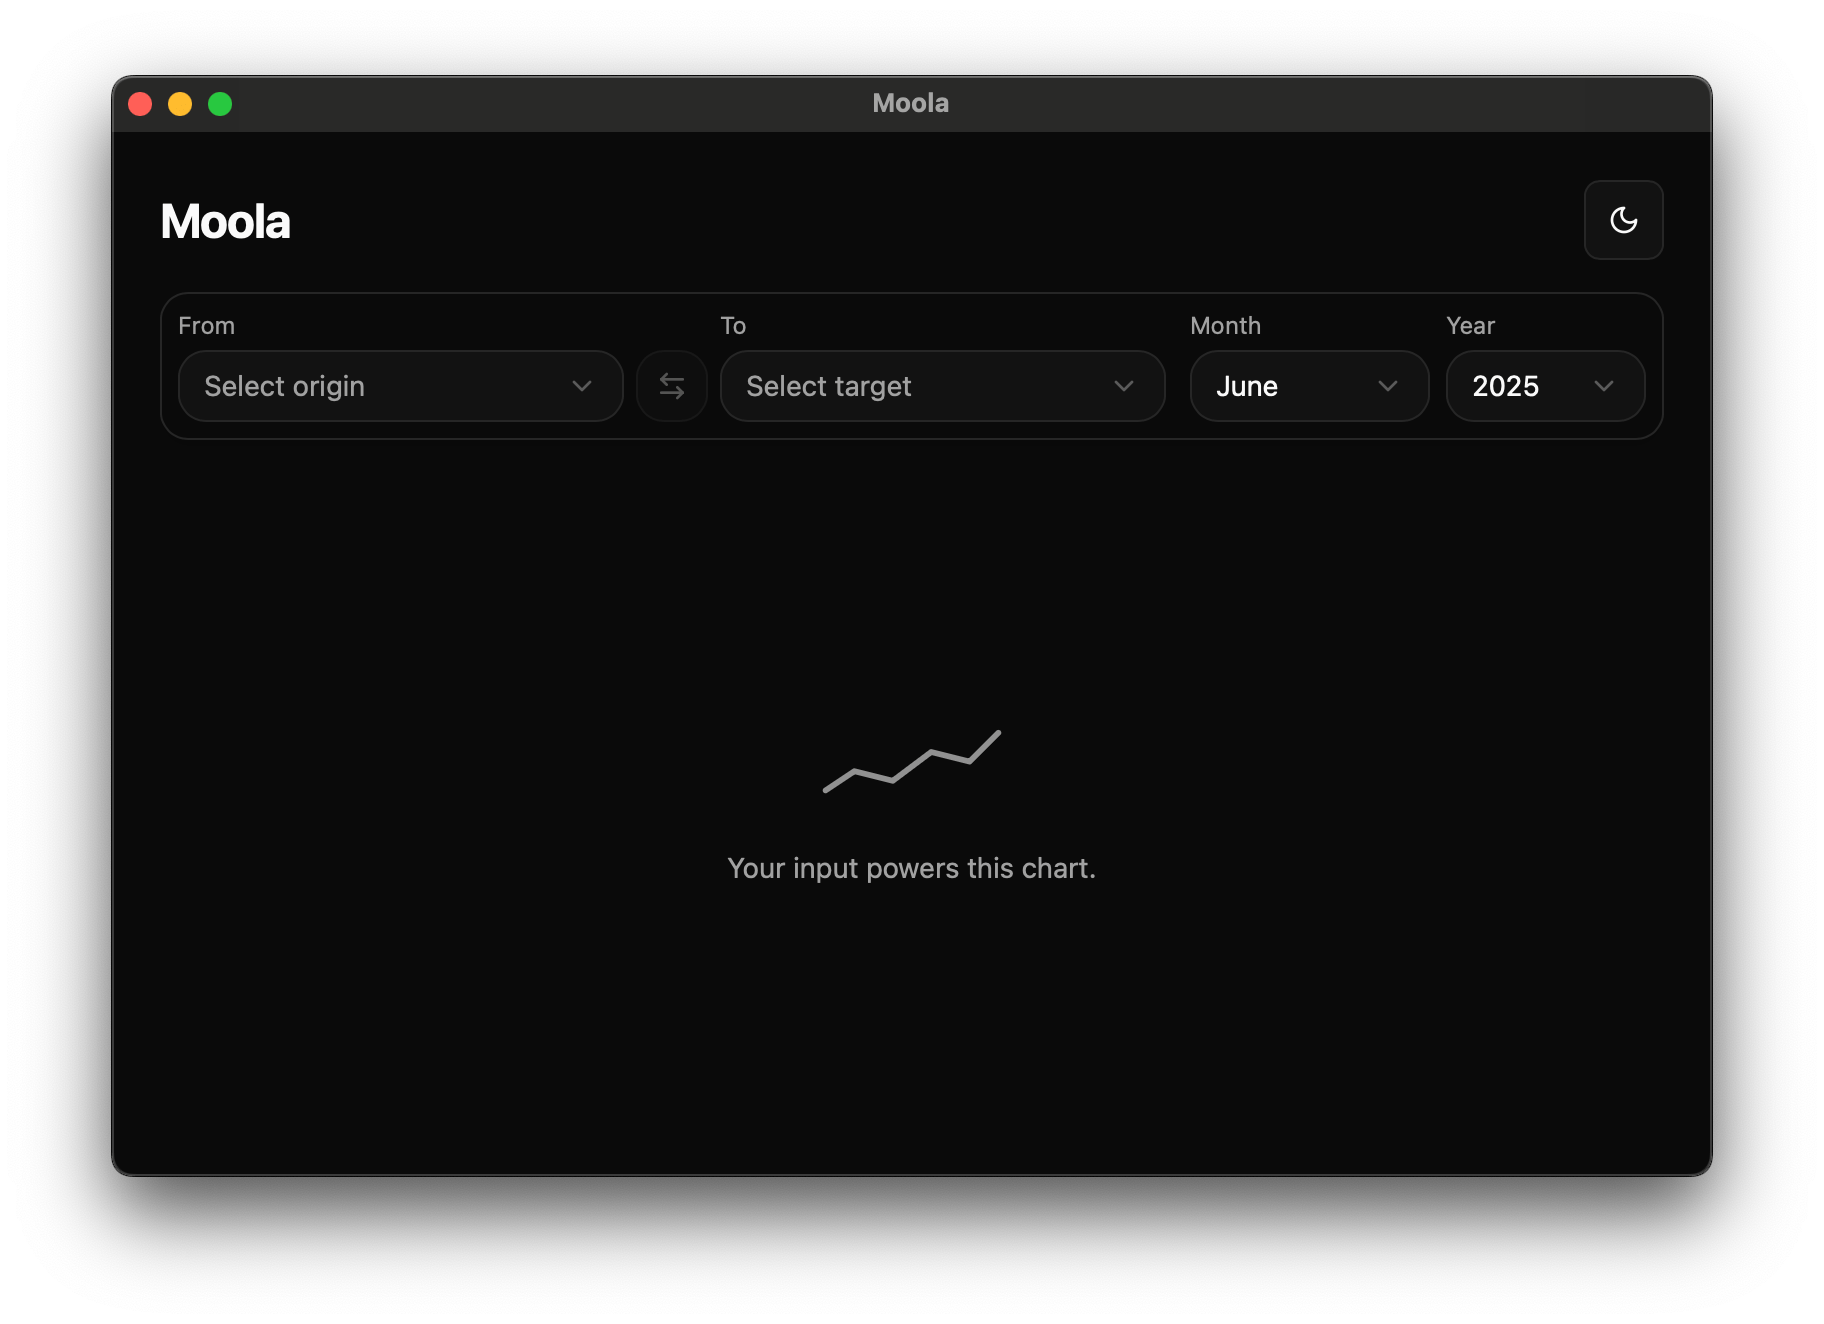 Moola
Moola
From To Month Year
Select origin Select target June 2025
Your input powers this chart.